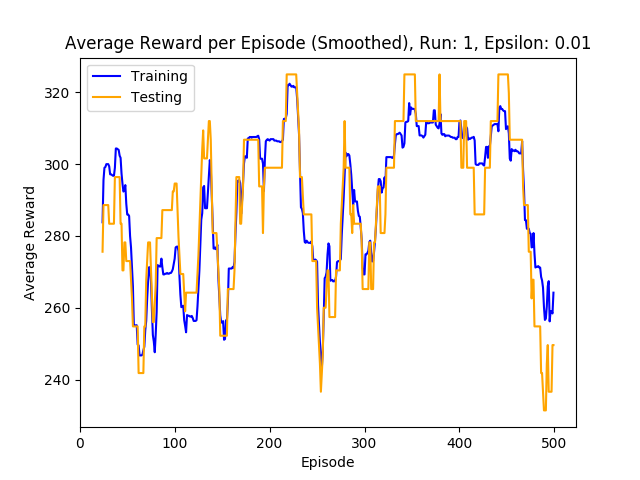 Average Reward per Episode (Smoothed), Run: 1, Epsilon: 0.01
Training
Testing
320
300
280
260
240
Average Reward
0 100 200 300 400 500
Episode